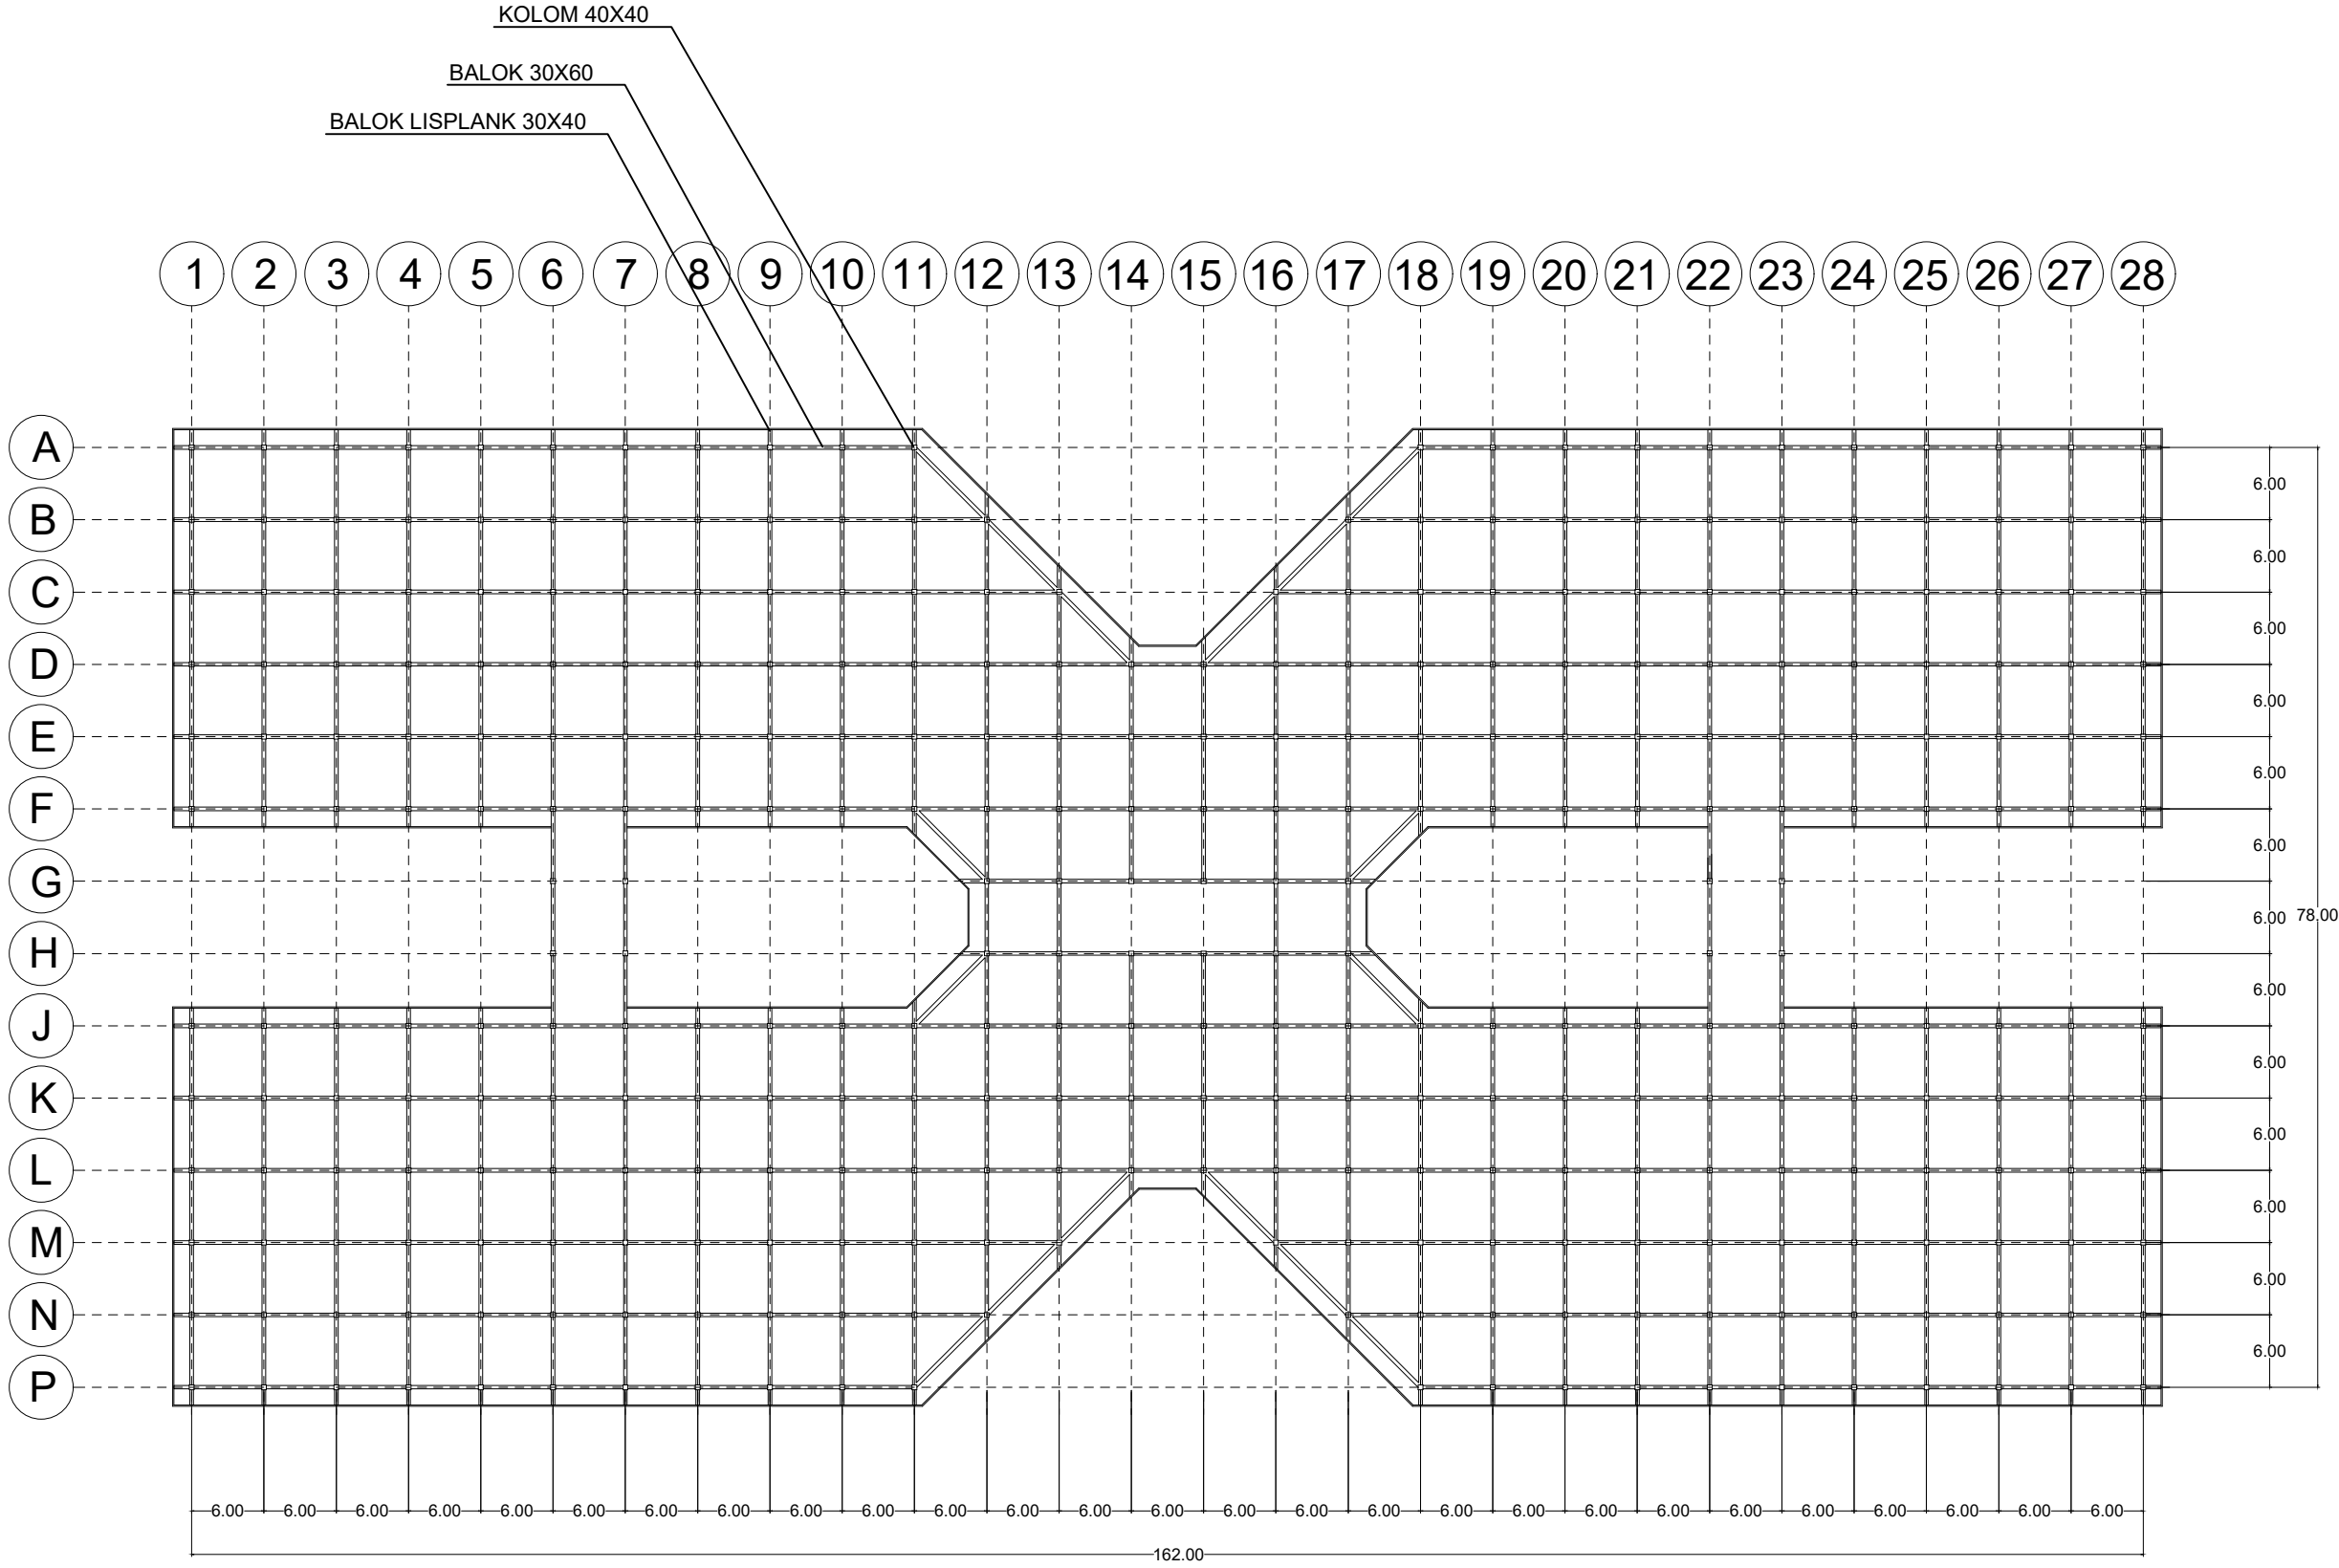 KOLOM 40X40
BALOK 30X60
BALOK LISPLANK 30X40
1 2 3 4 5 6 7 8 9 10 11 12 13 14 15 16 17 18 19 20 21 22 23 24 25 26 27 28
A
6.00
B
6.00
C
6.00
D
6.00
E
6.00
F
6.00
G
6.00 78.00
H
6.00
J
6.00
K
6.00
L
6.00
M
6.00
N
6.00
P
6.00 6.00 6.00 6.00 6.00 6.00 6.00 6.00 6.00 6.00 6.00 6.00 6.00 6.00 6.00 6.00 6.00 6.00 6.00 6.00 6.00 6.00 6.00 6.00 6.00 6.00 6.00
162.00